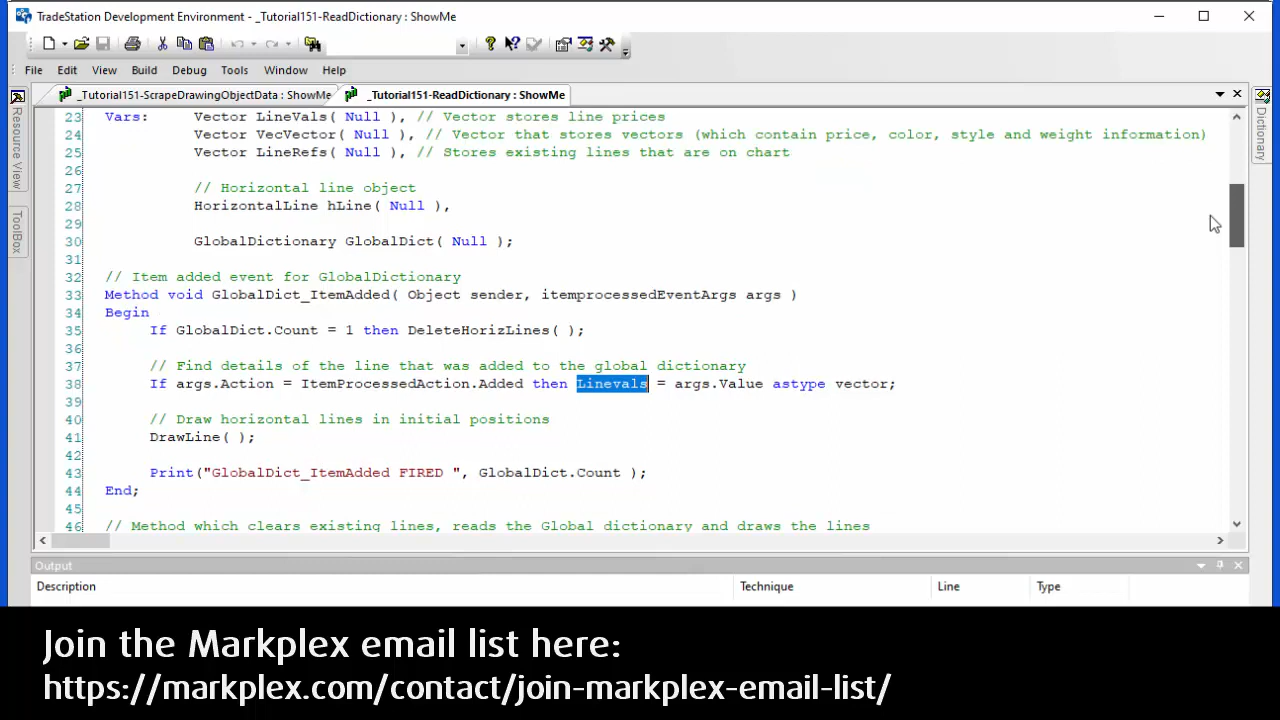 TradeStation Development Environment - _Tutorial151-ReadDictionary : ShowMe
File Edit View Build Debug Tools Window Help
_Tutorial151-ScrapeDrawingObjectData : ShowMe _Tutorial151-ReadDictionary : ShowMe
Resource View
ToolBox
Dictionary
23 Vars: Vector LineVals( Null ), // Vector stores line prices
24 Vector VecVector( Null ), // Vector that stores vectors (which contain price, color, style and weight information)
25 Vector LineRefs( Null ), // Stores existing lines that are on chart
26
27 // Horizontal line object
28 HorizontalLine hLine( Null ),
29
30 GlobalDictionary GlobalDict( Null );
31
32 // Item added event for GlobalDictionary
33 Method void GlobalDict_ItemAdded( Object sender, itemprocessedEventArgs args )
34 Begin
35 If GlobalDict.Count = 1 then DeleteHorizLines( );
36
37 // Find details of the line that was added to the global dictionary
38 If args.Action = ItemProcessedAction.Added then Linevals = args.Value astype vector;
39
40 // Draw horizontal lines in initial positions
41 DrawLine( );
42
43 Print("GlobalDict_ItemAdded FIRED ", GlobalDict.Count );
44 End;
45
46 // Method which clears existing lines, reads the Global dictionary and draws the lines
Output
Description Technique Line Type
Join the Markplex email list here:
https://markplex.com/contact/join-markplex-email-list/